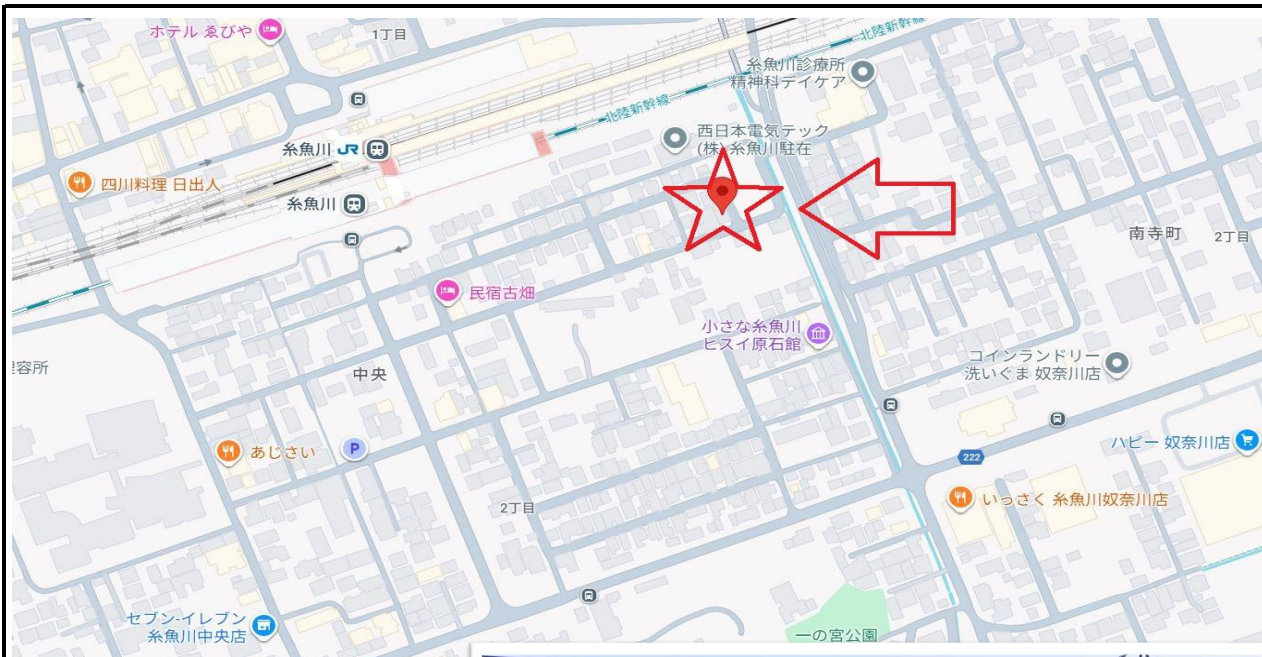 ホテル ゑびや
1丁目
北陸新幹線
糸魚川診療所
精神科デイケア
北陸新幹線
西日本電気テック
(株) 糸魚川駐在
糸魚川 JR
四川料理 日出人
糸魚川
南寺町
2丁目
民宿古畑
小さな糸魚川
ヒスイ原石館
コインランドリー
洗いぐま 奴奈川店
理容所
中央
あじさい
P
ハピー 奴奈川店
222
いっさく 糸魚川奴奈川店
2丁目
セブン-イレブン
糸魚川中央店
一の宮公園